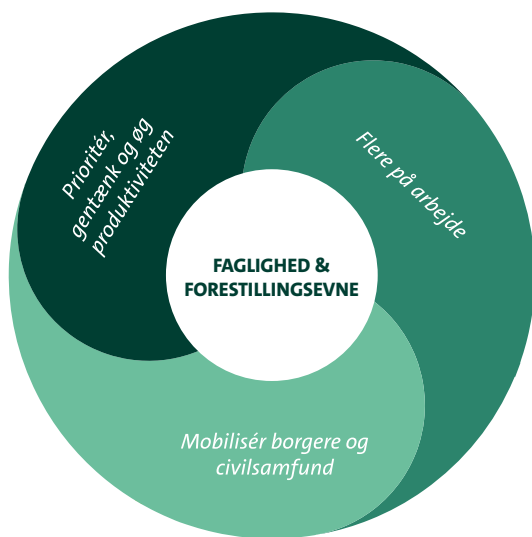 Prioritér,
gentænk og øg
produktiviteten
Flere på arbejde
FAGLIGHED &
FORESTILLINGSEVNE
Mobilisér borgere og
civilsamfund